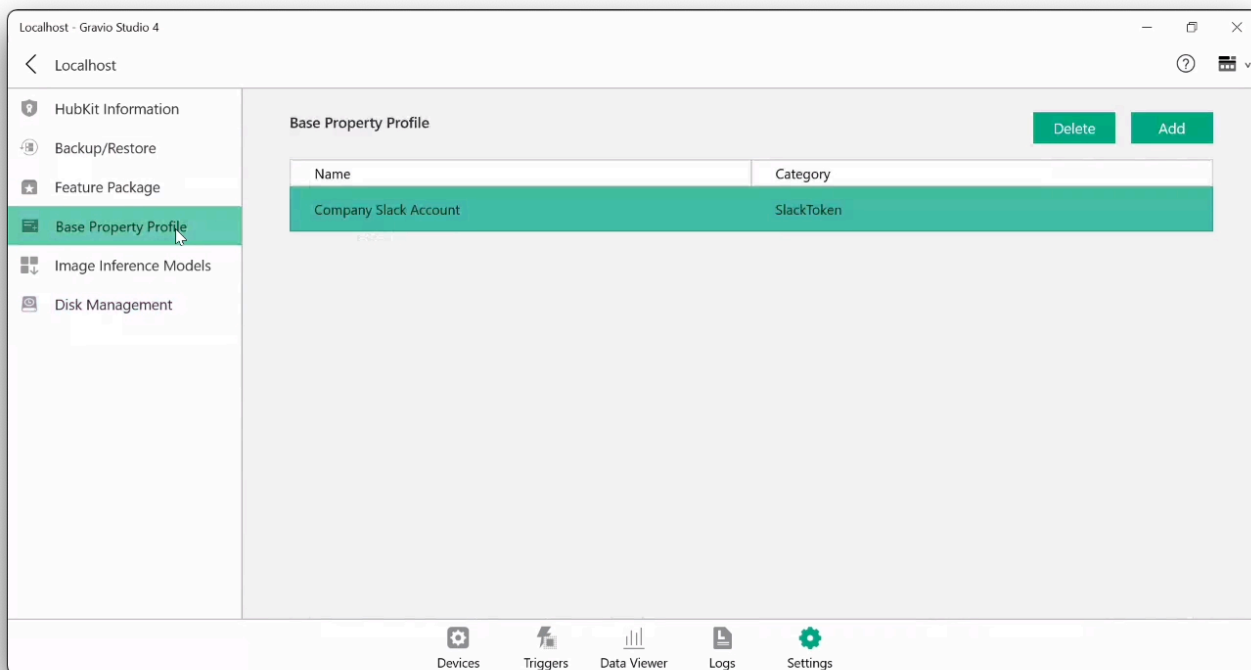 Localhost - Gravio Studio 4
Localhost
HubKit Information
Backup/Restore
Feature Package
Base Property Profile
Image Inference Models
Disk Management
Base Property Profile
Delete
Add
Name
Category
Company Slack Account
SlackToken
Devices
Triggers
Data Viewer
Logs
Settings